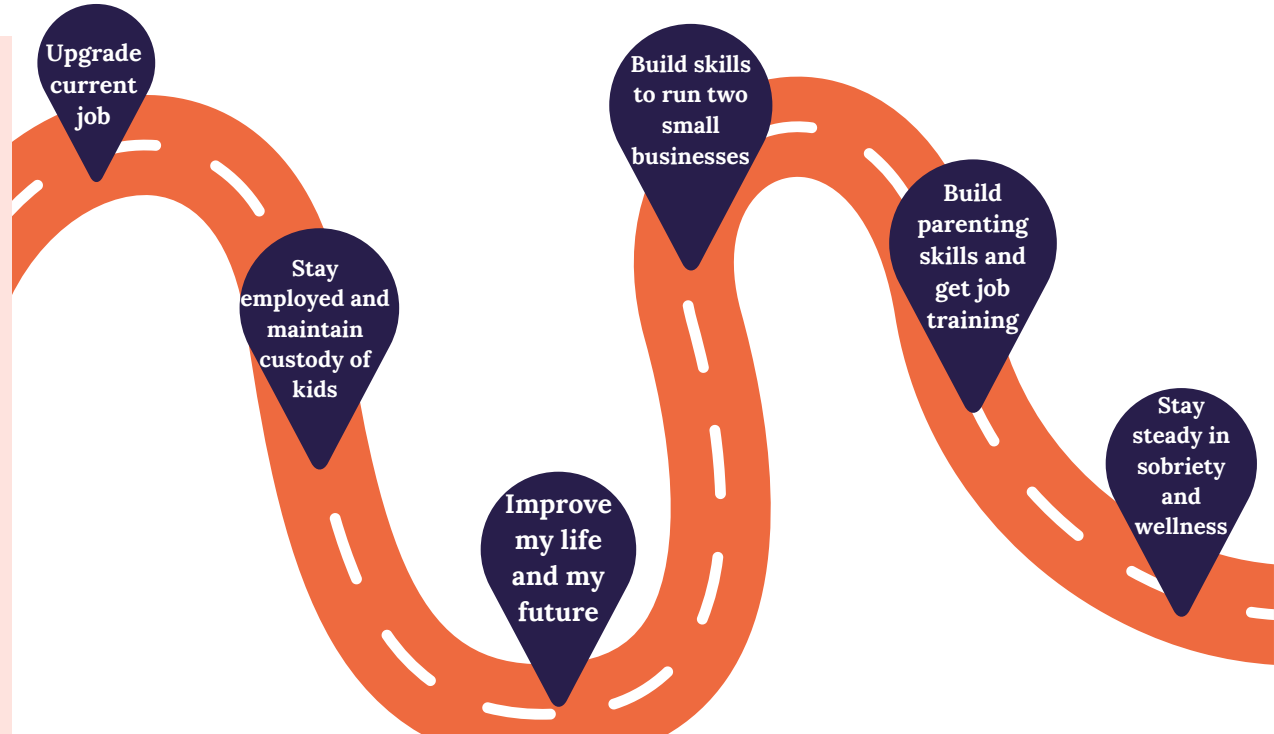 Upgrade
current
job
Stay
employed and
maintain
custody of
kids
Improve
my life
and my
future
Build skills
to run two
small
businesses
Build
parenting
skills and
get job
training
Stay
steady in
sobriety
and
wellness